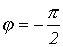 φ = −π/2